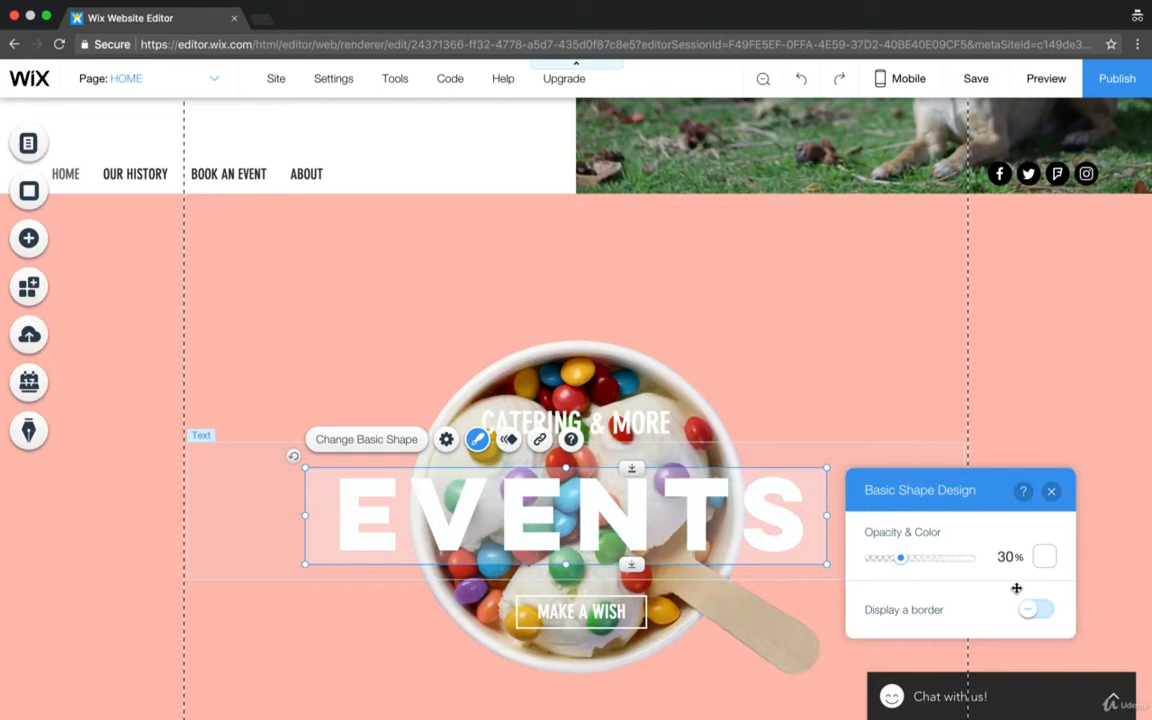 Wix Website Editor
Secure https://editor.wix.com/html/editor/web/renderer/edit/24371366-ff32-4778-a5d7-435d0f87c8e5?editorSessionId=F49FE5EF-0FFA-4E59-37D2-40BE40E09CF5&metaSiteId=c149de3...
WiX Page: HOME Site Settings Tools Code Help Upgrade Mobile Save Preview Publish
HOME OUR HISTORY BOOK AN EVENT ABOUT
CATERING & MORE
Text
Change Basic Shape
EVENTS
Basic Shape Design
Opacity & Color
30%
Display a border
MAKE A WISH
Chat with us!
Udemy
17